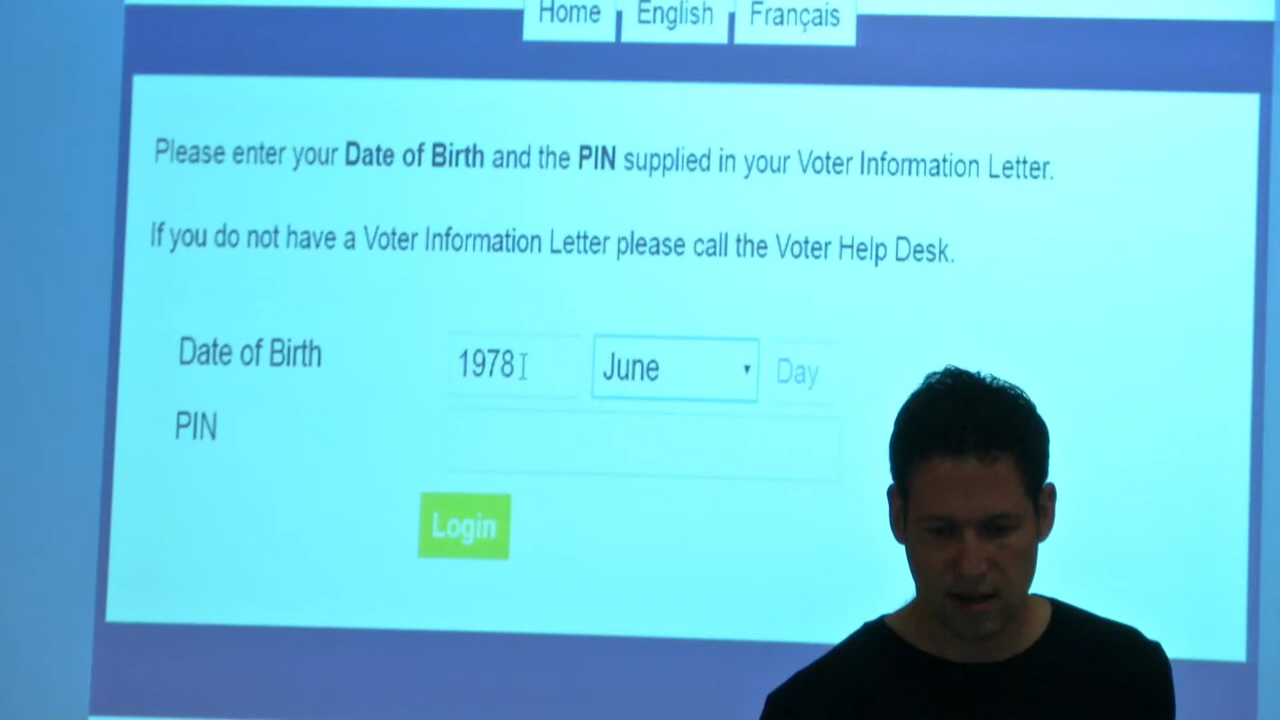 Home English Français
Please enter your Date of Birth and the PIN supplied in your Voter Information Letter.
If you do not have a Voter Information Letter please call the Voter Help Desk.
Date of Birth 1978 June Day
PIN
Login